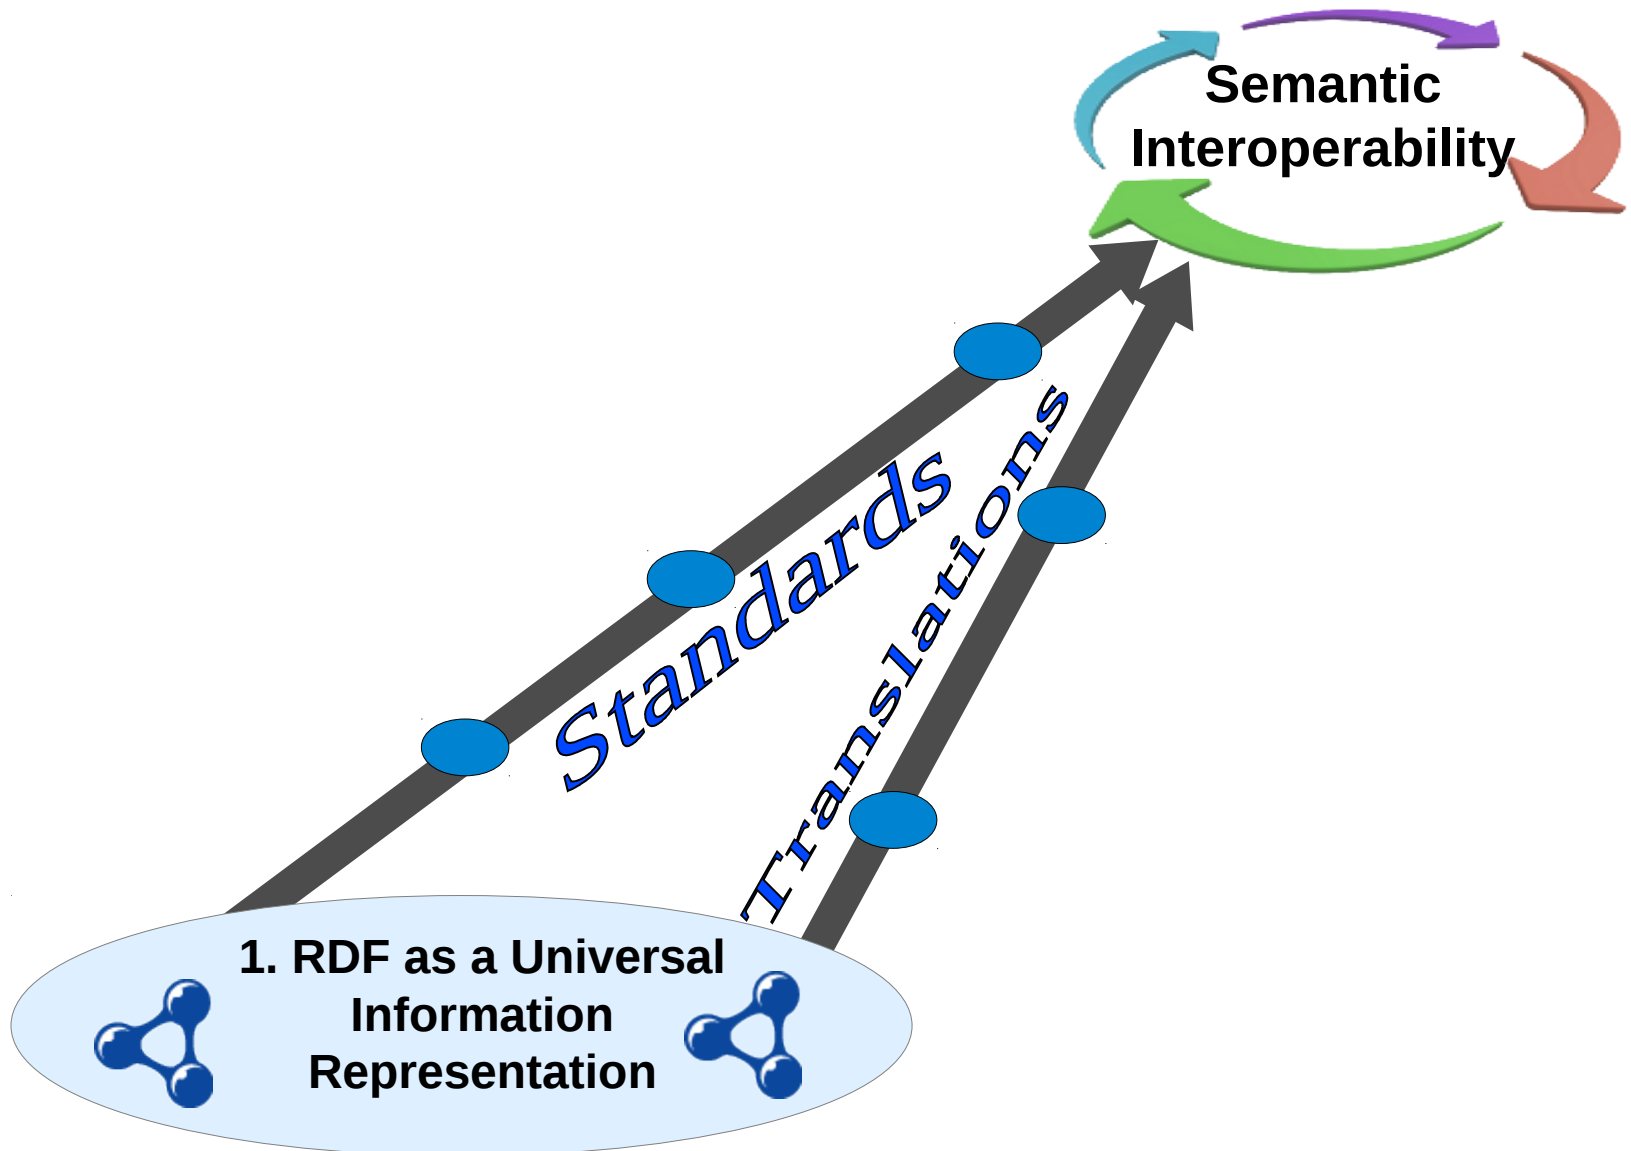 Semantic
Interoperability
Standards
Translations
1. RDF as a Universal
Information
Representation